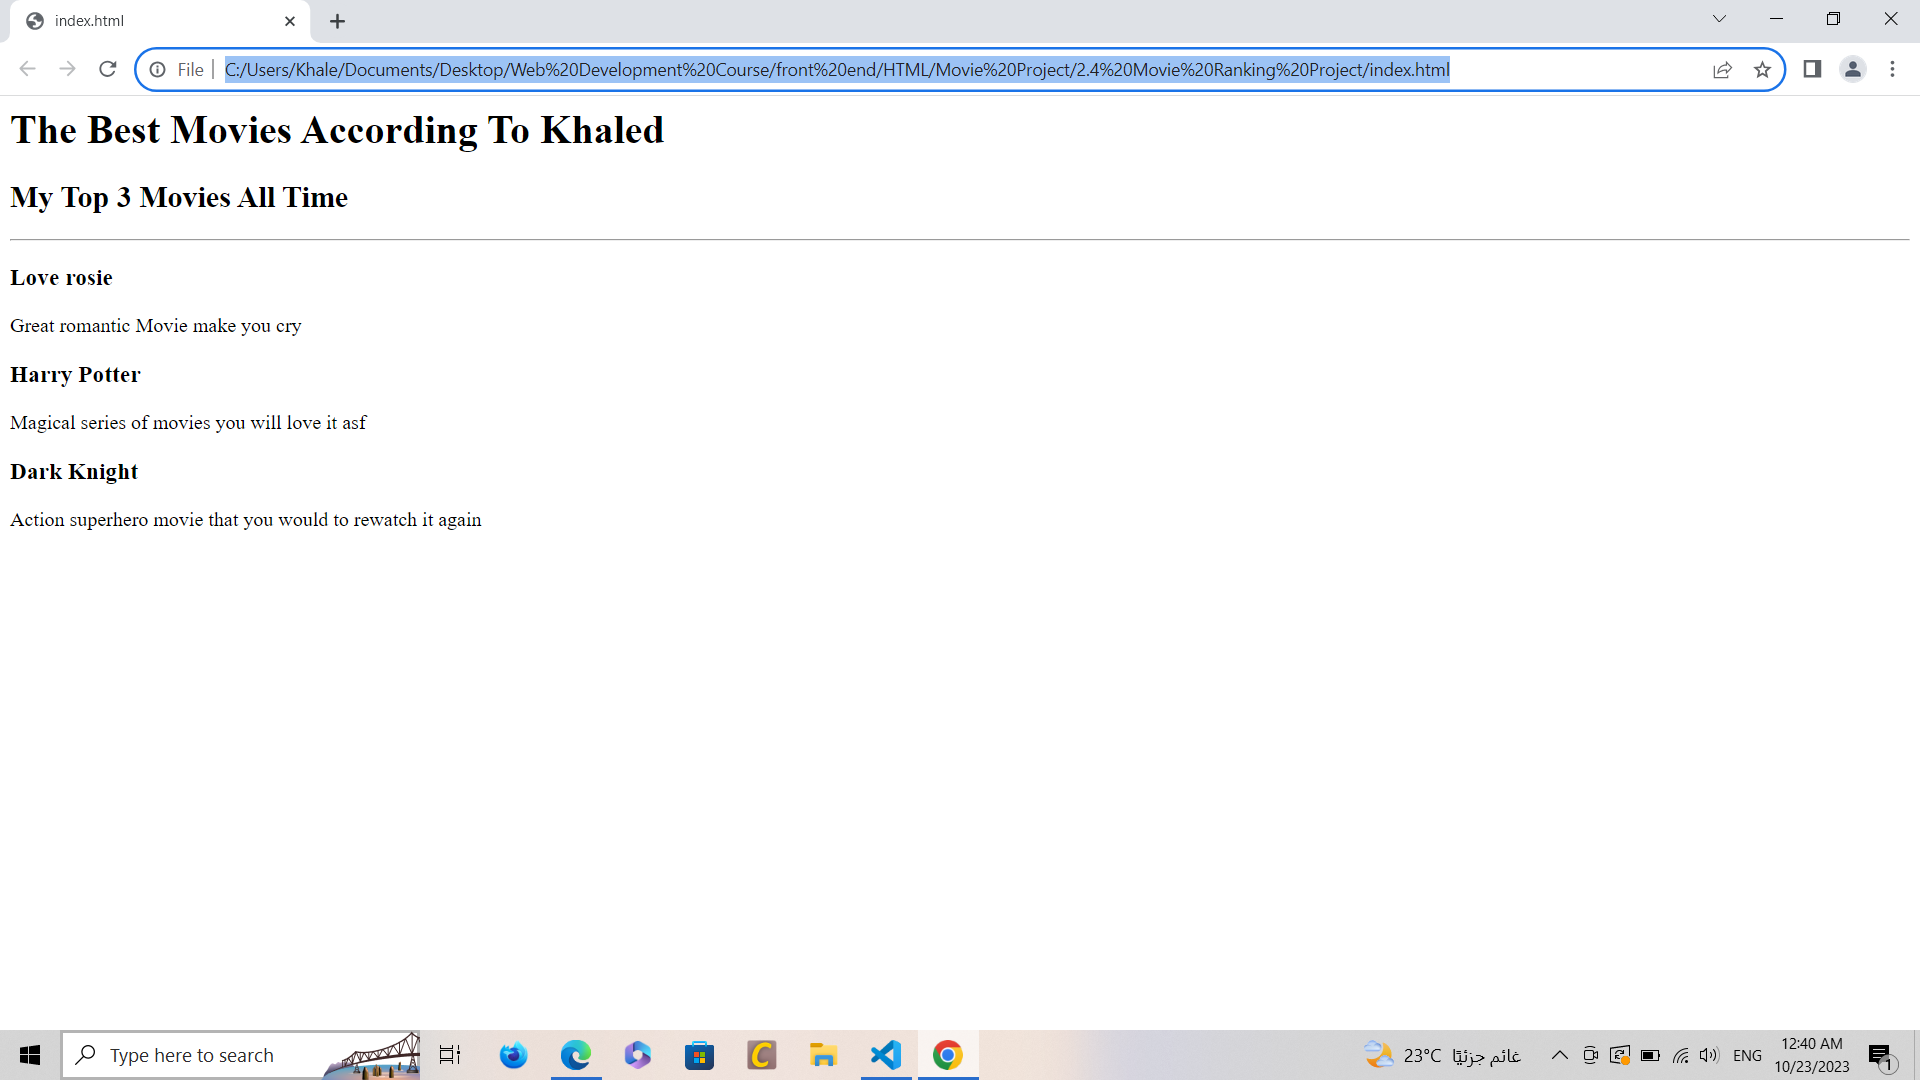 index.html
File
C:/Users/Khale/Documents/Desktop/Web%20Development%20Course/front%20end/HTML/Movie%20Project/2.4%20Movie%20Ranking%20Project/index.html
The Best Movies According To Khaled
My Top 3 Movies All Time
Love rosie
Great romantic Movie make you cry
Harry Potter
Magical series of movies you will love it asf
Dark Knight
Action superhero movie that you would to rewatch it again
Type here to search
23°C غائم جزئيًا
ENG
12:40 AM
10/23/2023
1